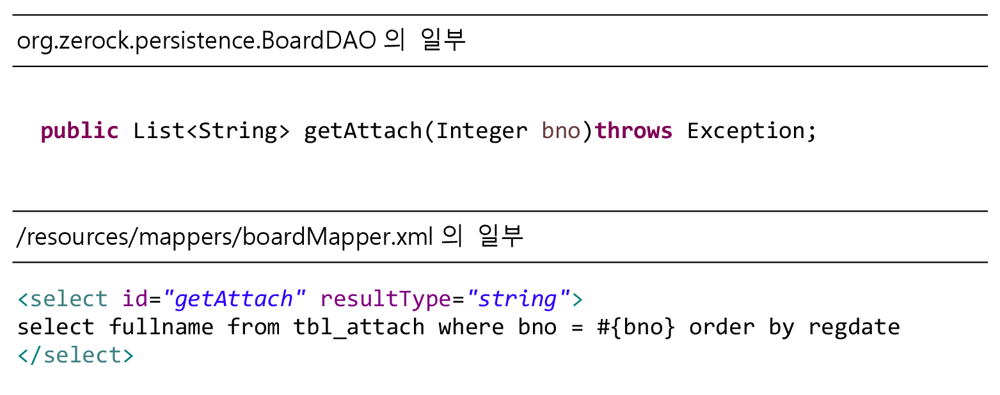 org.zerock.persistence.BoardDAO 의 일부
public List<String> getAttach(Integer bno)throws Exception;
/resources/mappers/boardMapper.xml 의 일부
<select id="getAttach" resultType="string">
select fullname from tbl_attach where bno = #{bno} order by regdate
</select>